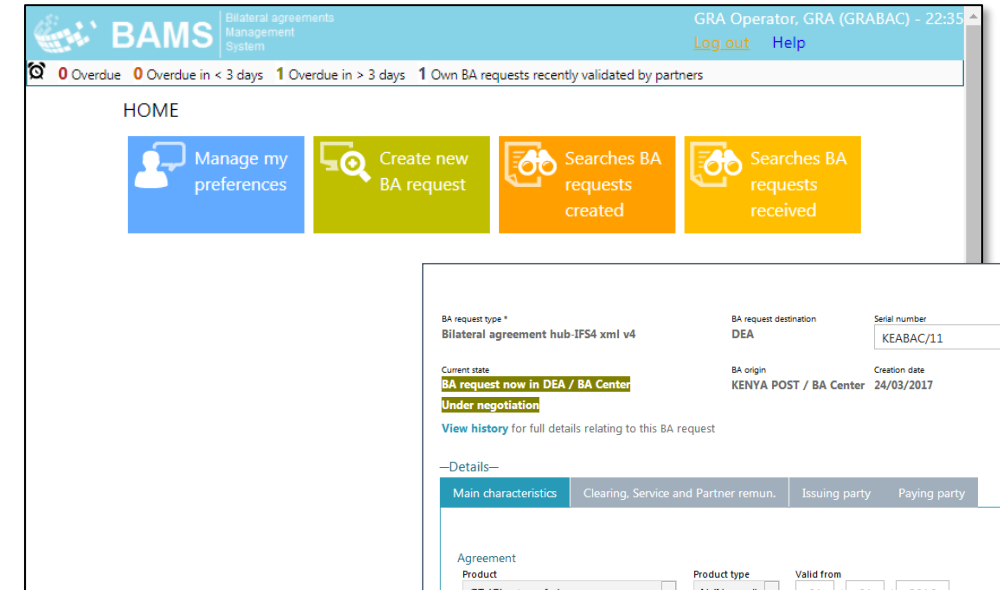 BAMS
Bilateral agreements
Management
System
GRA Operator, GRA (GRABAC) - 22:35
Log out Help
0 Overdue 0 Overdue in < 3 days 1 Overdue in > 3 days 1 Own BA requests recently validated by partners
HOME
Manage my
preferences
Create new
BA request
Searches BA
requests
created
Searches BA
requests
received
BA request type * BA request destination Serial number
Bilateral agreement hub-IFS4 xml v4 DEA KEABAC/11
Current state BA origin Creation date
BA request now in DEA / BA Center KENYA POST / BA Center 24/03/2017
Under negotiation
View history for full details relating to this BA request
Details
Main characteristics Clearing, Service and Partner remun. Issuing party Paying party
Agreement
Product Product type Valid from